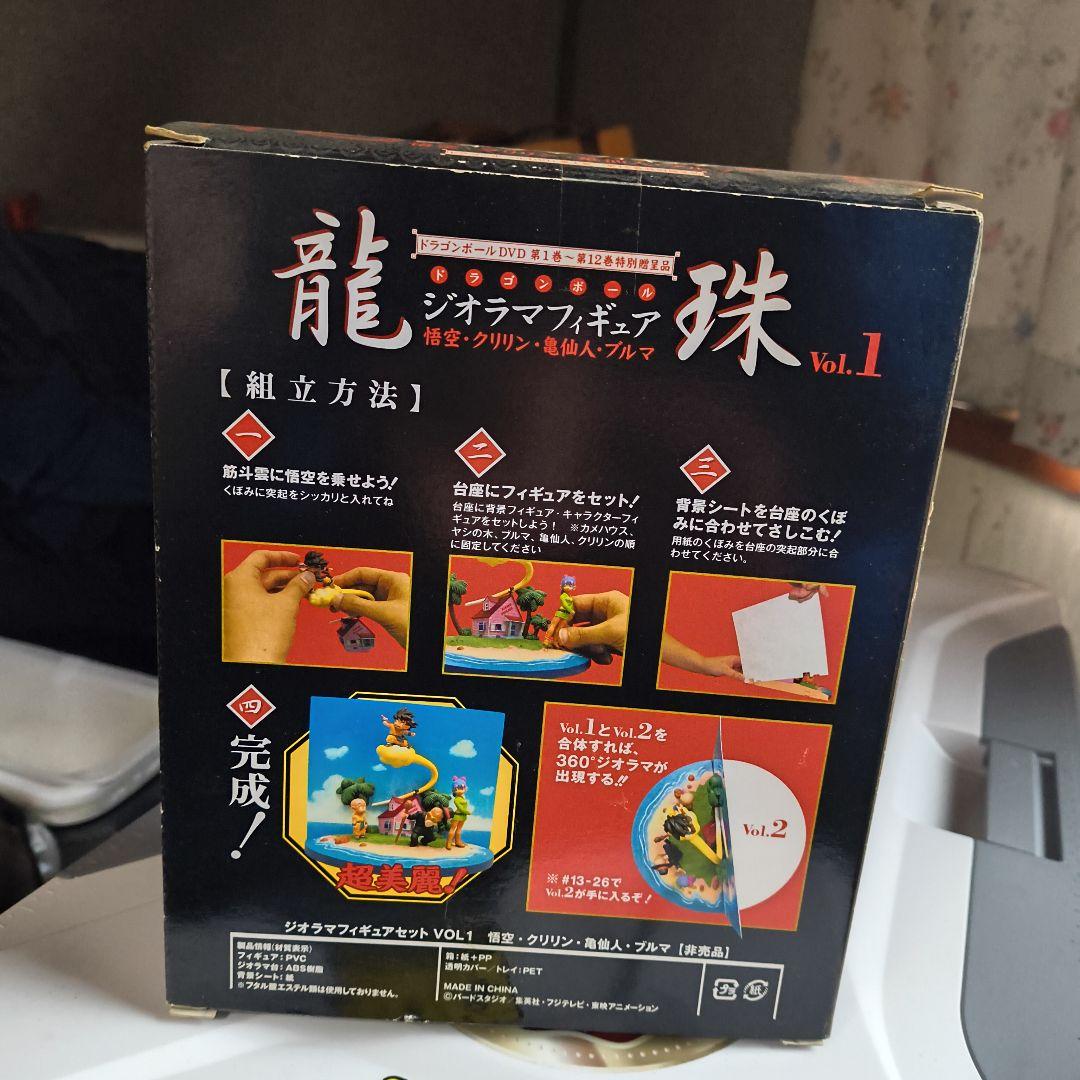 龍珠
ドラゴンボールDVD 第1巻～第12巻特別贈呈品
ドラゴンボール
ジオラマフィギュア
悟空・クリリン・亀仙人・ブルマ
Vol.1
【組立方法】
一
筋斗雲に悟空を乗せよう！
くぼみに突起をシッカリと入れてね
二
台座にフィギュアをセット！
台座に背景フィギュア・キャラクターフィ
ギュアをセットしよう！ ※カメハウス、
ヤシの木、ブルマ、亀仙人、クリリンの順
に固定してください
三
背景シートを台座のくぼ
みに合わせてさしこむ！
用紙のくぼみを台座の突起部分に合
わせてください。
四
完成！
超美麗！
Vol.1とVol.2を
合体すれば、
360°ジオラマが
出現する!!
Vol.2
※ #13-26で
Vol.2が手に入るぞ！
ジオラマフィギュアセット VOL1 悟空・クリリン・亀仙人・ブルマ【非売品】
製品情報(材質表示)
フィギュア：PVC
ジオラマ台：ABS樹脂
背景シート：紙
※フタル酸エステル類は使用しておりません。
箱：紙＋PP
透明カバー／トレイ：PET
MADE IN CHINA
©バードスタジオ／集英社・フジテレビ・東映アニメーション
プラ
紙